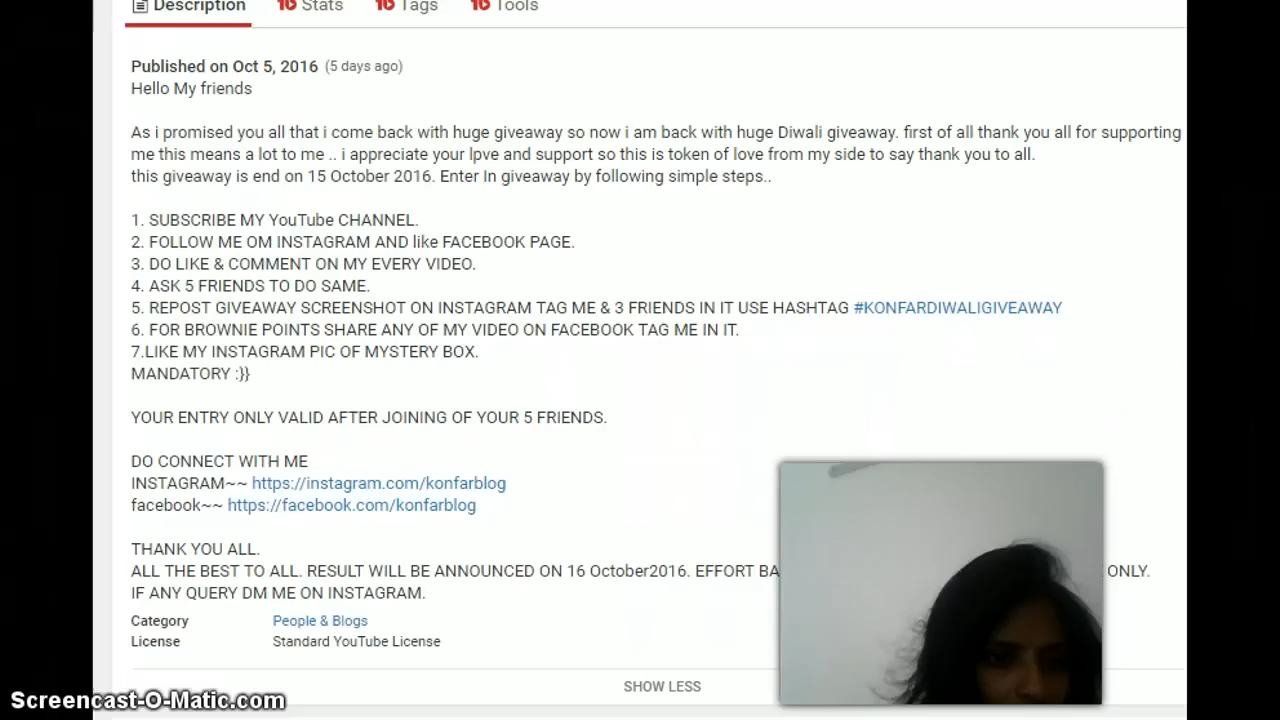 Description Stats Tags Tools
Published on Oct 5, 2016 (5 days ago)
Hello My friends
As i promised you all that i come back with huge giveaway so now i am back with huge Diwali giveaway. first of all thank you all for supporting
me this means a lot to me .. i appreciate your lpve and support so this is token of love from my side to say thank you to all.
this giveaway is end on 15 October 2016. Enter In giveaway by following simple steps..
1. SUBSCRIBE MY YouTube CHANNEL.
2. FOLLOW ME OM INSTAGRAM AND like FACEBOOK PAGE.
3. DO LIKE & COMMENT ON MY EVERY VIDEO.
4. ASK 5 FRIENDS TO DO SAME.
5. REPOST GIVEAWAY SCREENSHOT ON INSTAGRAM TAG ME & 3 FRIENDS IN IT USE HASHTAG #KONFARDIWALIGIVEAWAY
6. FOR BROWNIE POINTS SHARE ANY OF MY VIDEO ON FACEBOOK TAG ME IN IT.
7.LIKE MY INSTAGRAM PIC OF MYSTERY BOX.
MANDATORY :}}
YOUR ENTRY ONLY VALID AFTER JOINING OF YOUR 5 FRIENDS.
DO CONNECT WITH ME
INSTAGRAM~~ https://instagram.com/konfarblog
facebook~~ https://facebook.com/konfarblog
THANK YOU ALL.
ALL THE BEST TO ALL. RESULT WILL BE ANNOUNCED ON 16 October2016. EFFORT BA ONLY.
IF ANY QUERY DM ME ON INSTAGRAM.
Category People & Blogs
License Standard YouTube License
SHOW LESS
Screencast-O-Matic.com